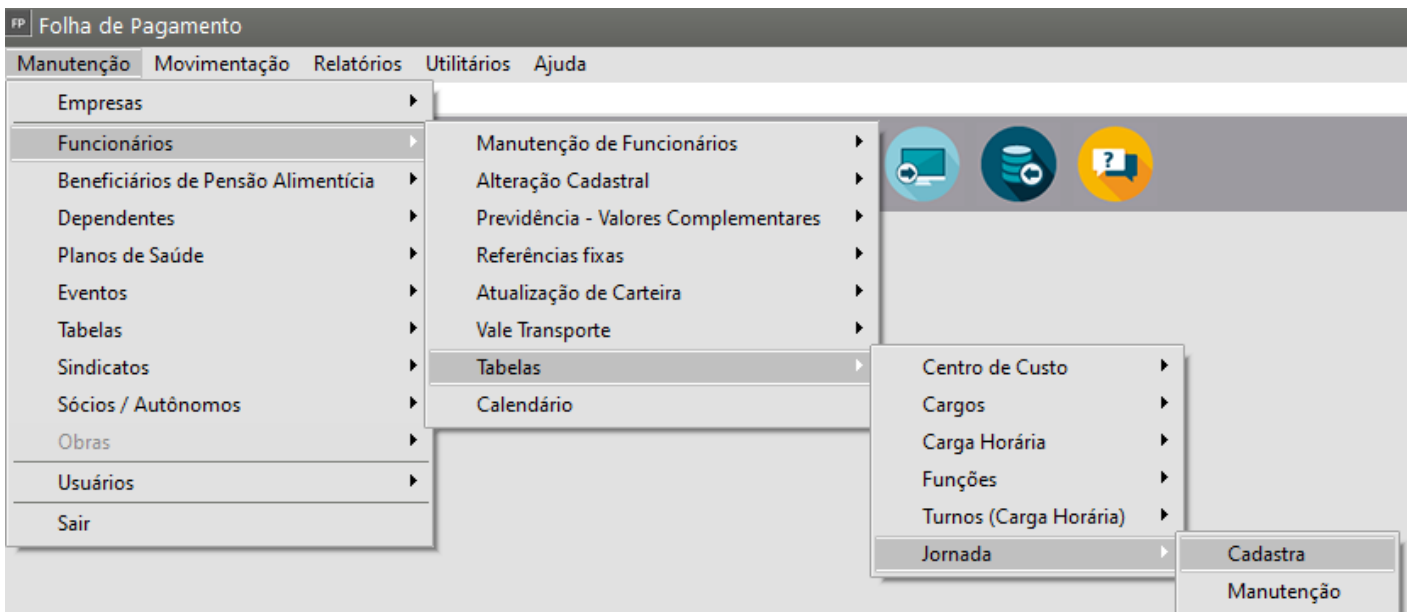 FP Folha de Pagamento
Manutenção Movimentação Relatórios Utilitários Ajuda
Empresas
Funcionários
Beneficiários de Pensão Alimentícia
Dependentes
Planos de Saúde
Eventos
Tabelas
Sindicatos
Sócios / Autônomos
Obras
Usuários
Sair
Manutenção de Funcionários
Alteração Cadastral
Previdência - Valores Complementares
Referências fixas
Atualização de Carteira
Vale Transporte
Tabelas
Calendário
?
Centro de Custo
Cargos
Carga Horária
Funções
Turnos (Carga Horária)
Jornada
Cadastra
Manutenção